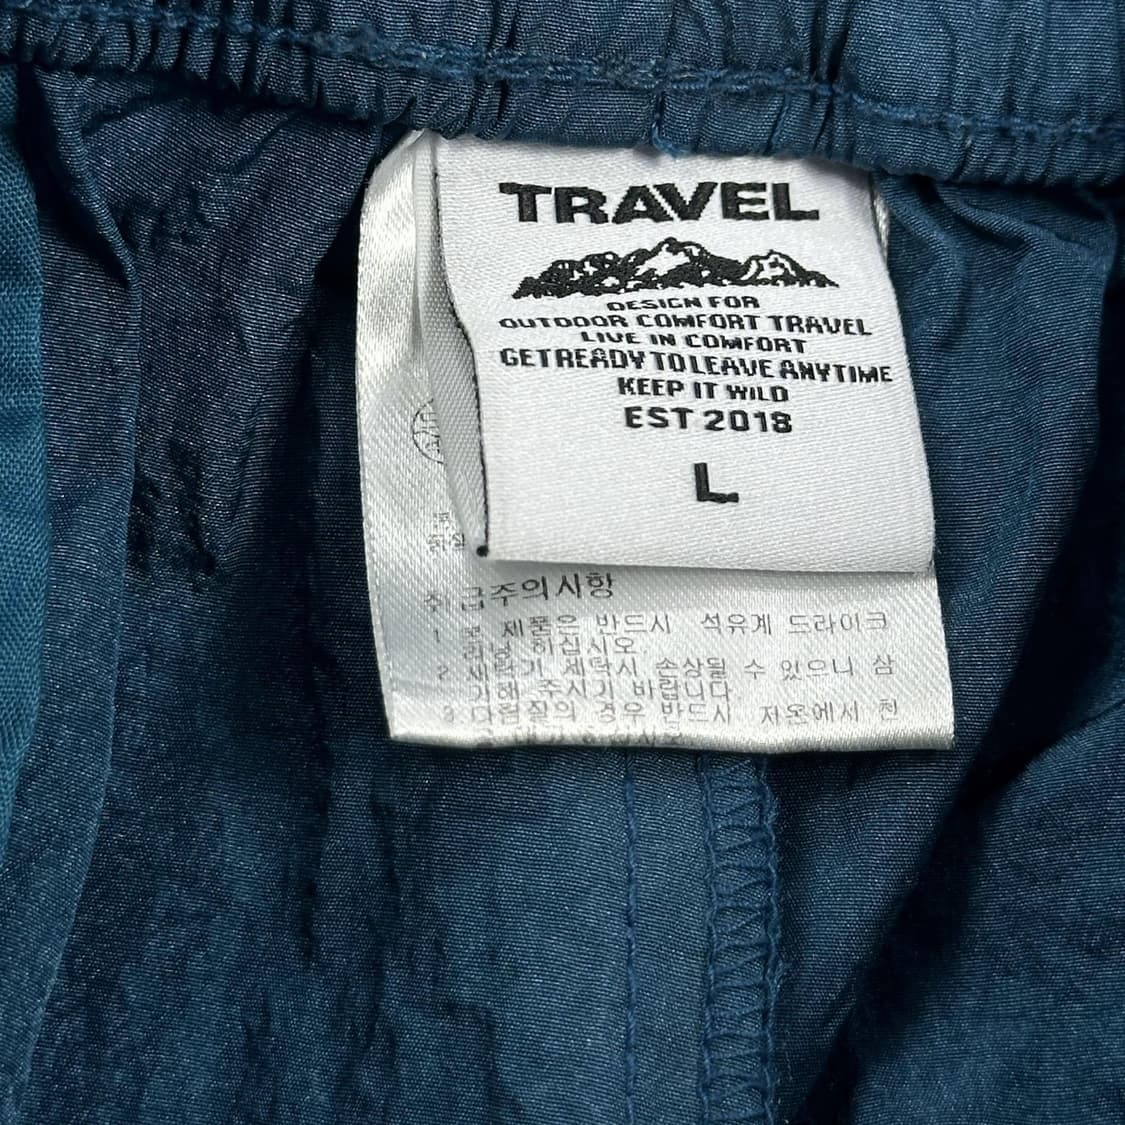 TRAVEL
DESIGN FOR
OUTDOOR COMFORT TRAVEL
LIVE IN COMFORT
GET READY TO LEAVE ANYTIME
KEEP IT WILD
EST 2018
L
취급주의사항
1 본 제품은 반드시 석유계 드라이크
리닝 하십시오.
2 세탁기 세탁시 손상될 수 있으니 삼
가해 주시기 바랍니다
3 다림질의 경우 반드시 저온에서 천